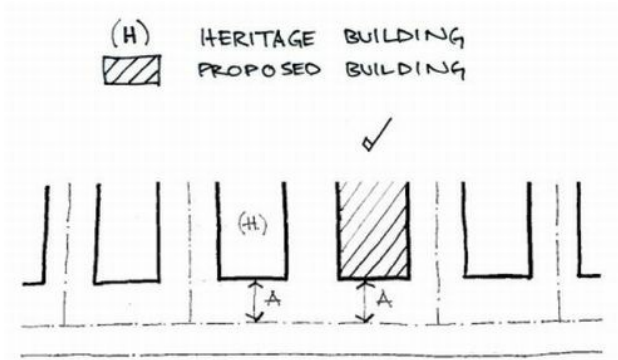 (H) HERITAGE BUILDING
PROPOSED BUILDING
(H)
A A